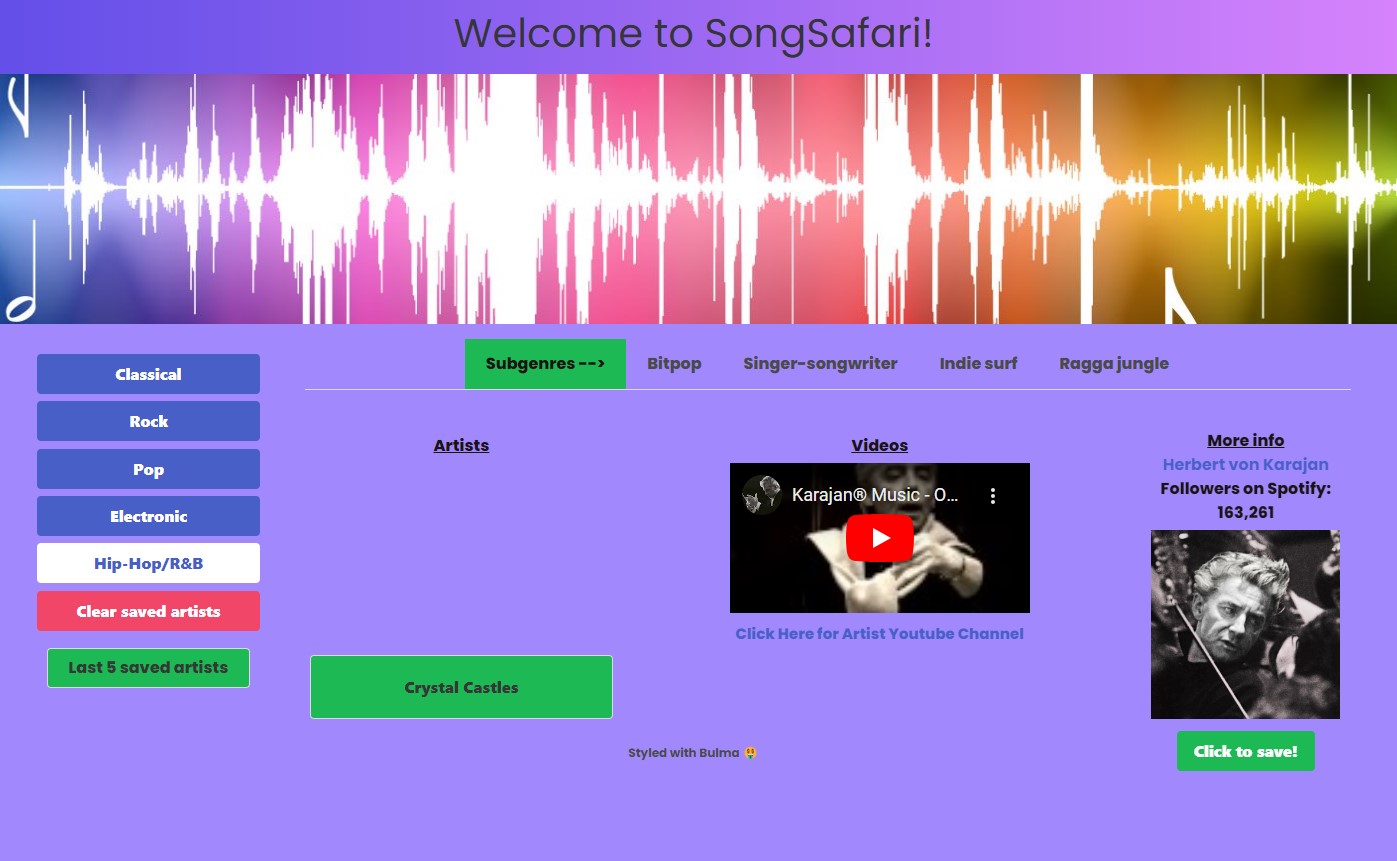 Welcome to SongSafari!
Classical
Rock
Pop
Electronic
Hip-Hop/R&B
Clear saved artists
Last 5 saved artists
Subgenres -->
Bitpop
Singer-songwriter
Indie surf
Ragga jungle
Artists
Crystal Castles
Videos
Karajan® Music - O...
Click Here for Artist Youtube Channel
More info
Herbert von Karajan
Followers on Spotify:
163,261
Click to save!
Styled with Bulma 🤑